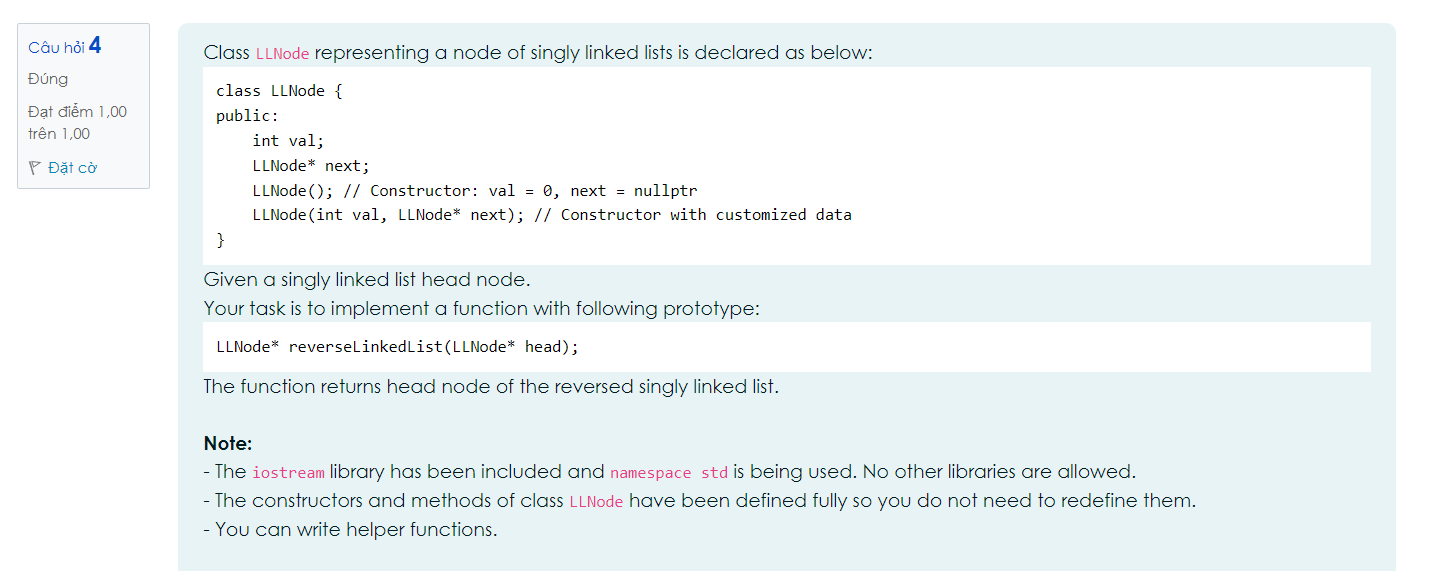 Câu hỏi 4
Đúng
Đạt điểm 1,00
trên 1,00
Đặt cờ
Class LLNode representing a node of singly linked lists is declared as below:
class LLNode {
public:
    int val;
    LLNode* next;
    LLNode(); // Constructor: val = 0, next = nullptr
    LLNode(int val, LLNode* next); // Constructor with customized data
}
Given a singly linked list head node.
Your task is to implement a function with following prototype:
LLNode* reverseLinkedList(LLNode* head);
The function returns head node of the reversed singly linked list.
Note:
- The iostream library has been included and namespace std is being used. No other libraries are allowed.
- The constructors and methods of class LLNode have been defined fully so you do not need to redefine them.
- You can write helper functions.